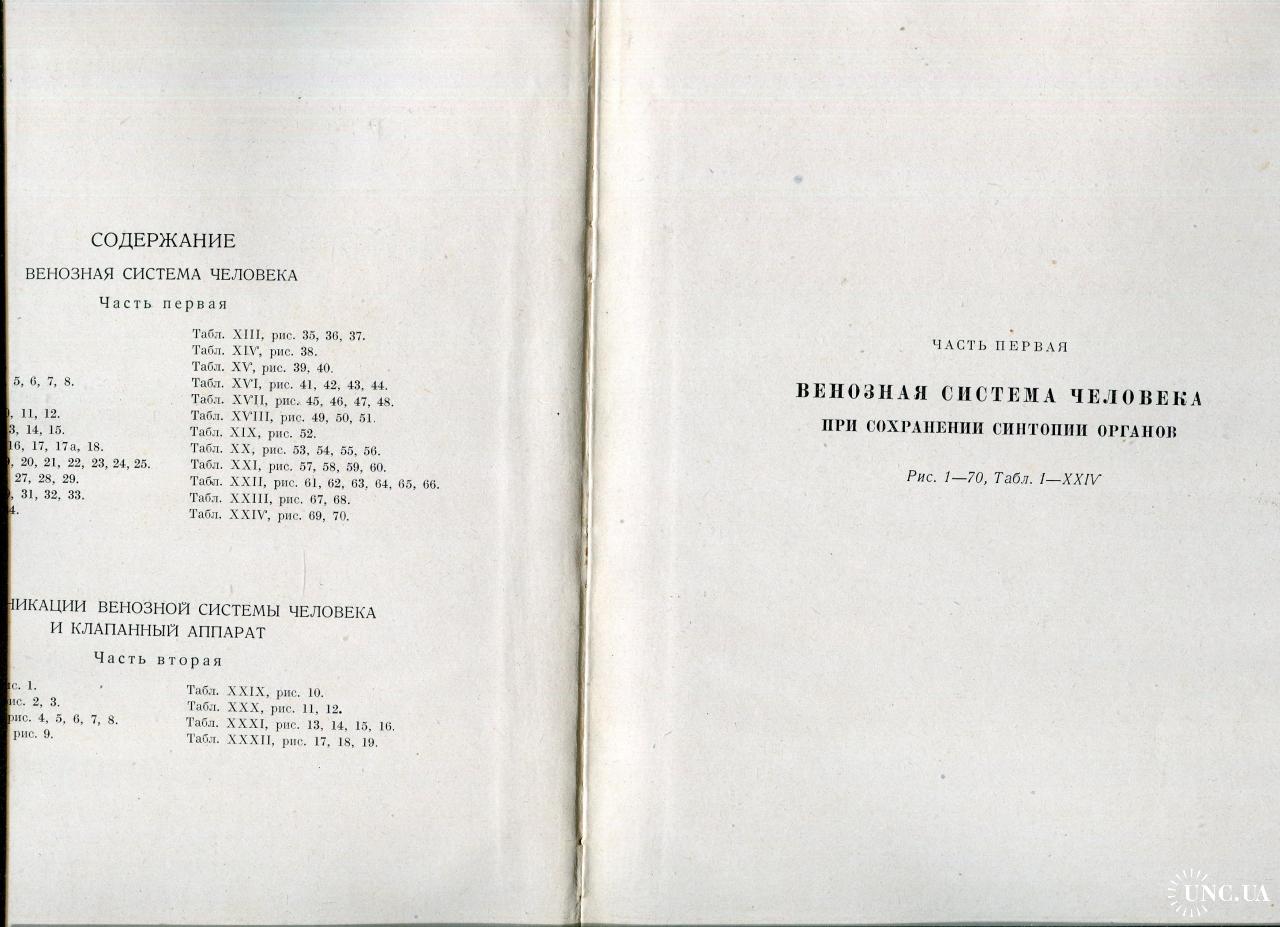 СОДЕРЖАНИЕ
ВЕНОЗНАЯ СИСТЕМА ЧЕЛОВЕКА
Часть первая
5, 6, 7, 8.
11, 12.
14, 15.
16, 17, 17а, 18.
20, 21, 22, 23, 24, 25.
27, 28, 29.
31, 32, 33.
Табл. XIII, рис. 35, 36, 37.
Табл. XIV, рис. 38.
Табл. XV, рис. 39, 40.
Табл. XVI, рис. 41, 42, 43, 44.
Табл. XVII, рис. 45, 46, 47, 48.
Табл. XVIII, рис. 49, 50, 51.
Табл. XIX, рис. 52.
Табл. XX, рис. 53, 54, 55, 56.
Табл. XXI, рис. 57, 58, 59, 60.
Табл. XXII, рис. 61, 62, 63, 64, 65, 66.
Табл. XXIII, рис. 67, 68.
Табл. XXIV, рис. 69, 70.
НИКАЦИИ ВЕНОЗНОЙ СИСТЕМЫ ЧЕЛОВЕКА
И КЛАПАННЫЙ АППАРАТ
Часть вторая
с. 1.
ис. 2, 3.
рис. 4, 5, 6, 7, 8.
рис. 9.
Табл. XXIX, рис. 10.
Табл. XXX, рис. 11, 12.
Табл. XXXI, рис. 13, 14, 15, 16.
Табл. XXXII, рис. 17, 18, 19.
ЧАСТЬ ПЕРВАЯ
ВЕНОЗНАЯ СИСТЕМА ЧЕЛОВЕКА
ПРИ СОХРАНЕНИИ СИНТОПИИ ОРГАНОВ
Рис. 1—70, Табл. I—XXIV
UNC.UA